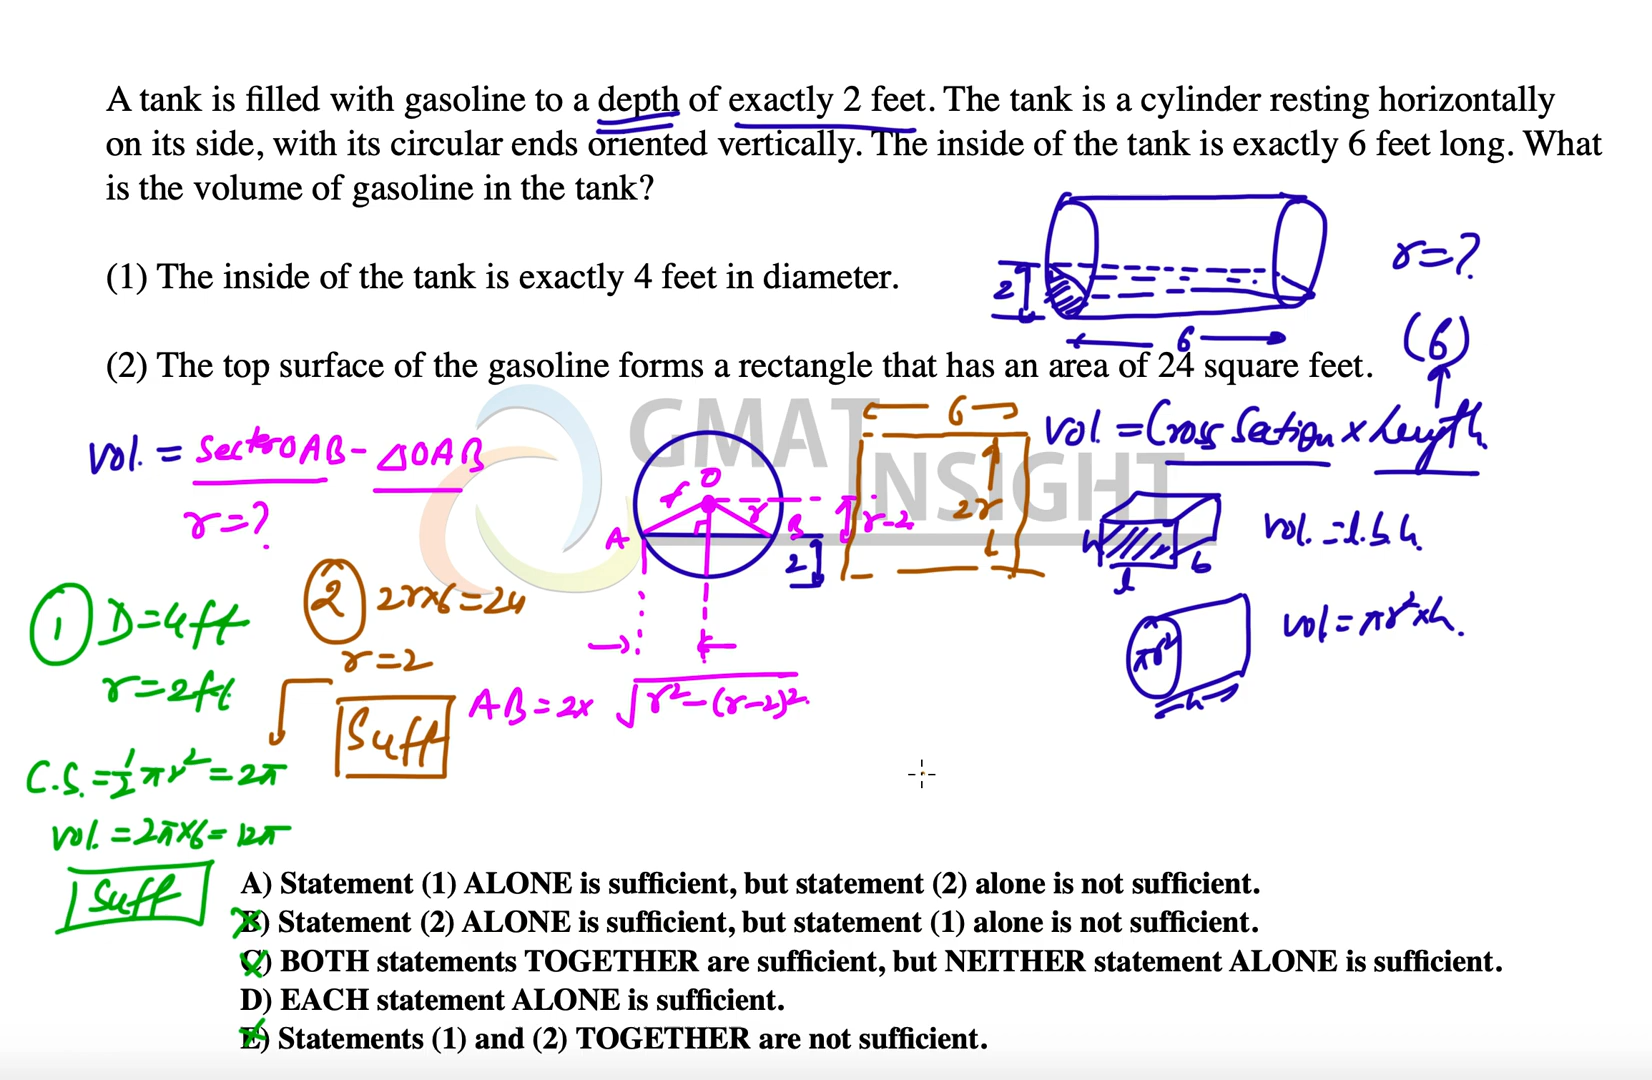 A tank is filled with gasoline to a depth of exactly 2 feet. The tank is a cylinder resting horizontally
on its side, with its circular ends oriented vertically. The inside of the tank is exactly 6 feet long. What
is the volume of gasoline in the tank?
r=?
(1) The inside of the tank is exactly 4 feet in diameter.
2
6
(6)
(2) The top surface of the gasoline forms a rectangle that has an area of 24 square feet.
GMAT
INSIGHT
vol. = Sector OAB - △OAB
r=?
6
2r
L
vol. = Cross Section x Length
O
r
r
A
B
r-2
2
h
l
b
vol. = l.b.h.
① D=4ft
r=2ft.
② 2r×6=24
r=2
Suff
AB = 2x √r²-(r-2)².
πr²
h
vol = πr²×h.
C.S. = ½πr² = 2π
vol. = 2π×6 = 12π
Suff
A) Statement (1) ALONE is sufficient, but statement (2) alone is not sufficient.
B) Statement (2) ALONE is sufficient, but statement (1) alone is not sufficient.
C) BOTH statements TOGETHER are sufficient, but NEITHER statement ALONE is sufficient.
D) EACH statement ALONE is sufficient.
E) Statements (1) and (2) TOGETHER are not sufficient.